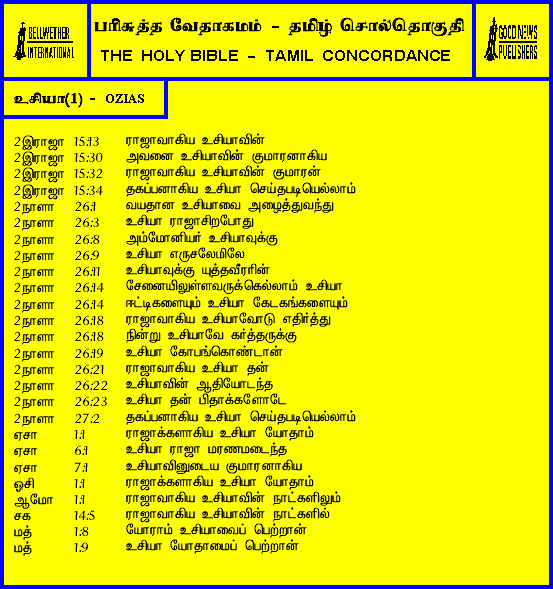 BELLWETHER
INTERNATIONAL
பரிசுத்த வேதாகமம் - தமிழ் சொல்தொகுதி
THE HOLY BIBLE - TAMIL CONCORDANCE
GOOD NEWS
PUBLISHERS
உசியா(1) - OZIAS
2இராஜா 15:13 ராஜாவாகிய உசியாவின்
2இராஜா 15:30 அவனை உசியாவின் குமாரனாகிய
2இராஜா 15:32 ராஜாவாகிய உசியாவின் குமாரன்
2இராஜா 15:34 தகப்பனாகிய உசியா செய்தபடியெல்லாம்
2நாளா 26:1 வயதான உசியாவை அழைத்துவந்து
2நாளா 26:3 உசியா ராஜாசிறபோது
2நாளா 26:8 அம்மோனியர் உசியாவுக்கு
2நாளா 26:9 உசியா எருசலேமிலே
2நாளா 26:11 உசியாவுக்கு யுத்தவீரரின்
2நாளா 26:14 சேனையிலுள்ளவருக்கெல்லாம் உசியா
2நாளா 26:14 ஈட்டிகளையும் உசியா கேடகங்களையும்
2நாளா 26:18 ராஜாவாகிய உசியாவோடு எதிர்த்து
2நாளா 26:18 நின்று உசியாவே கர்த்தருக்கு
2நாளா 26:19 உசியா கோபங்கொண்டான்
2நாளா 26:21 ராஜாவாகிய உசியா தன்
2நாளா 26:22 உசியாவின் ஆதியோடந்த
2நாளா 26:23 உசியா தன் பிதாக்களோடே
2நாளா 27:2 தகப்பனாகிய உசியா செய்தபடியெல்லாம்
ஏசா 1:1 ராஜாக்களாகிய உசியா யோதாம்
ஏசா 6:1 உசியா ராஜா மரணமடைந்த
ஏசா 7:1 உசியாவினுடைய குமாரனாகிய
ஒசி 1:1 ராஜாக்களாகிய உசியா யோதாம்
ஆமோ 1:1 ராஜாவாகிய உசியாவின் நாட்களிலும்
சக 14:5 ராஜாவாகிய உசியாவின் நாட்களில்
மத் 1:8 யோராம் உசியாவைப் பெற்றான்
மத் 1:9 உசியா யோதாமைப் பெற்றான்